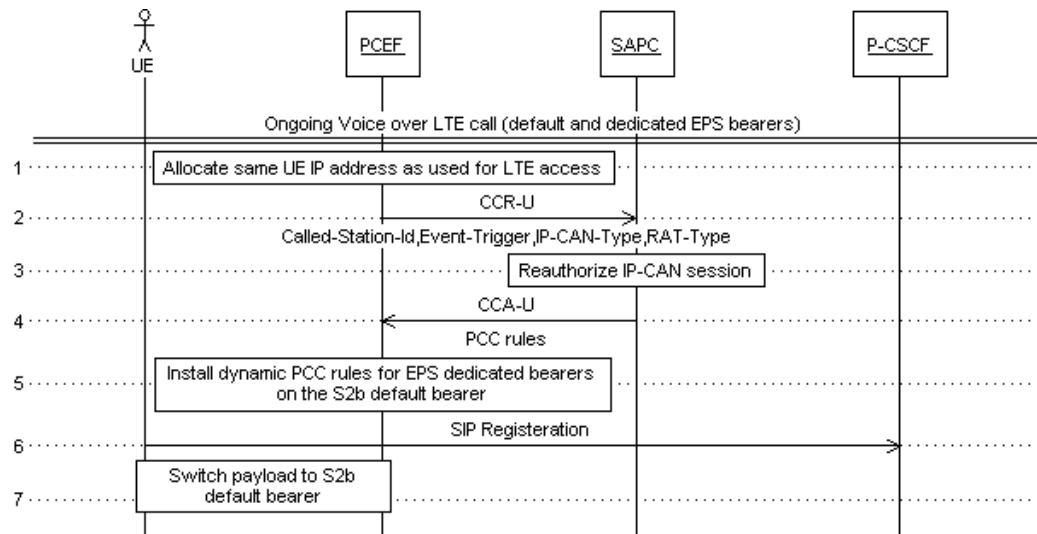 UE
PCEF
SAPC
P-CSCF
Ongoing Voice over LTE call (default and dedicated EPS bearers)
1
Allocate same UE IP address as used for LTE access
2
CCR-U
Called-Station-Id,Event-Trigger,IP-CAN-Type,RAT-Type
3
Reauthorize IP-CAN session
4
CCA-U
PCC rules
5
Install dynamic PCC rules for EPS dedicated bearers
on the S2b default bearer
6
SIP Registeration
7
Switch payload to S2b
default bearer